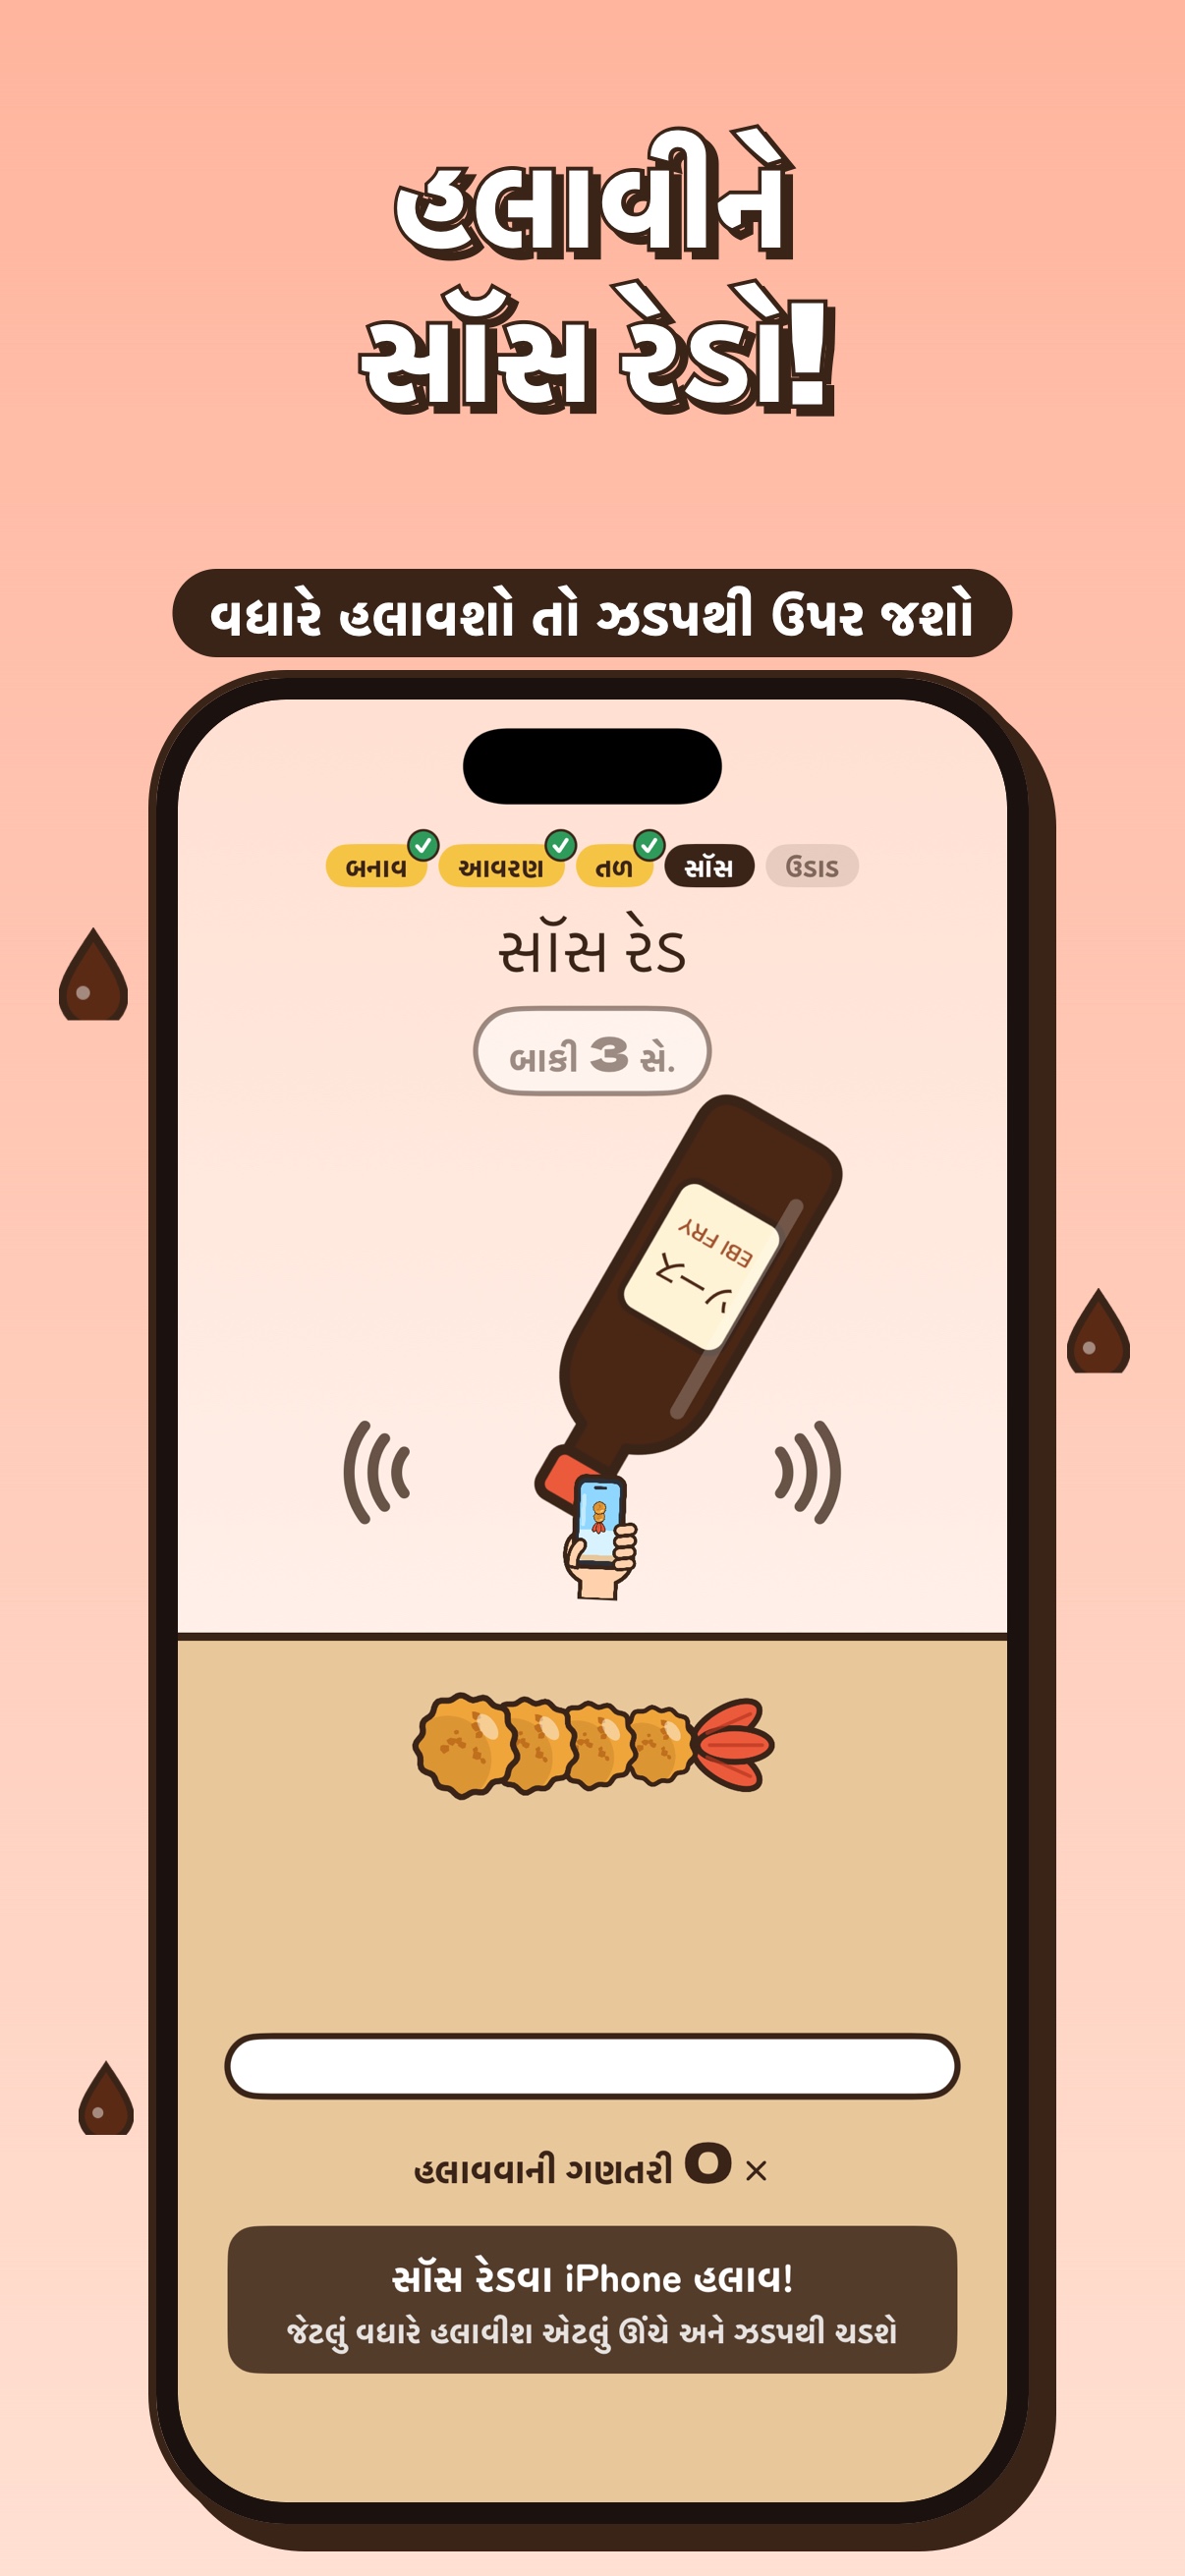 હલાવીને
સૉસ રેડો!
વધારે હલાવશો તો ઝડપથી ઉપર જશો
બનાવ આવરણ તળ સૉસ ઉડાડ
સૉસ રેડ
બાકી 3 સે.
EBI FRY
ソース
હલાવવાની ગણતરી 0 ×
સૉસ રેડવા iPhone હલાવ!
જેટલું વધારે હલાવીશ એટલું ઊંચે અને ઝડપથી ચડશે